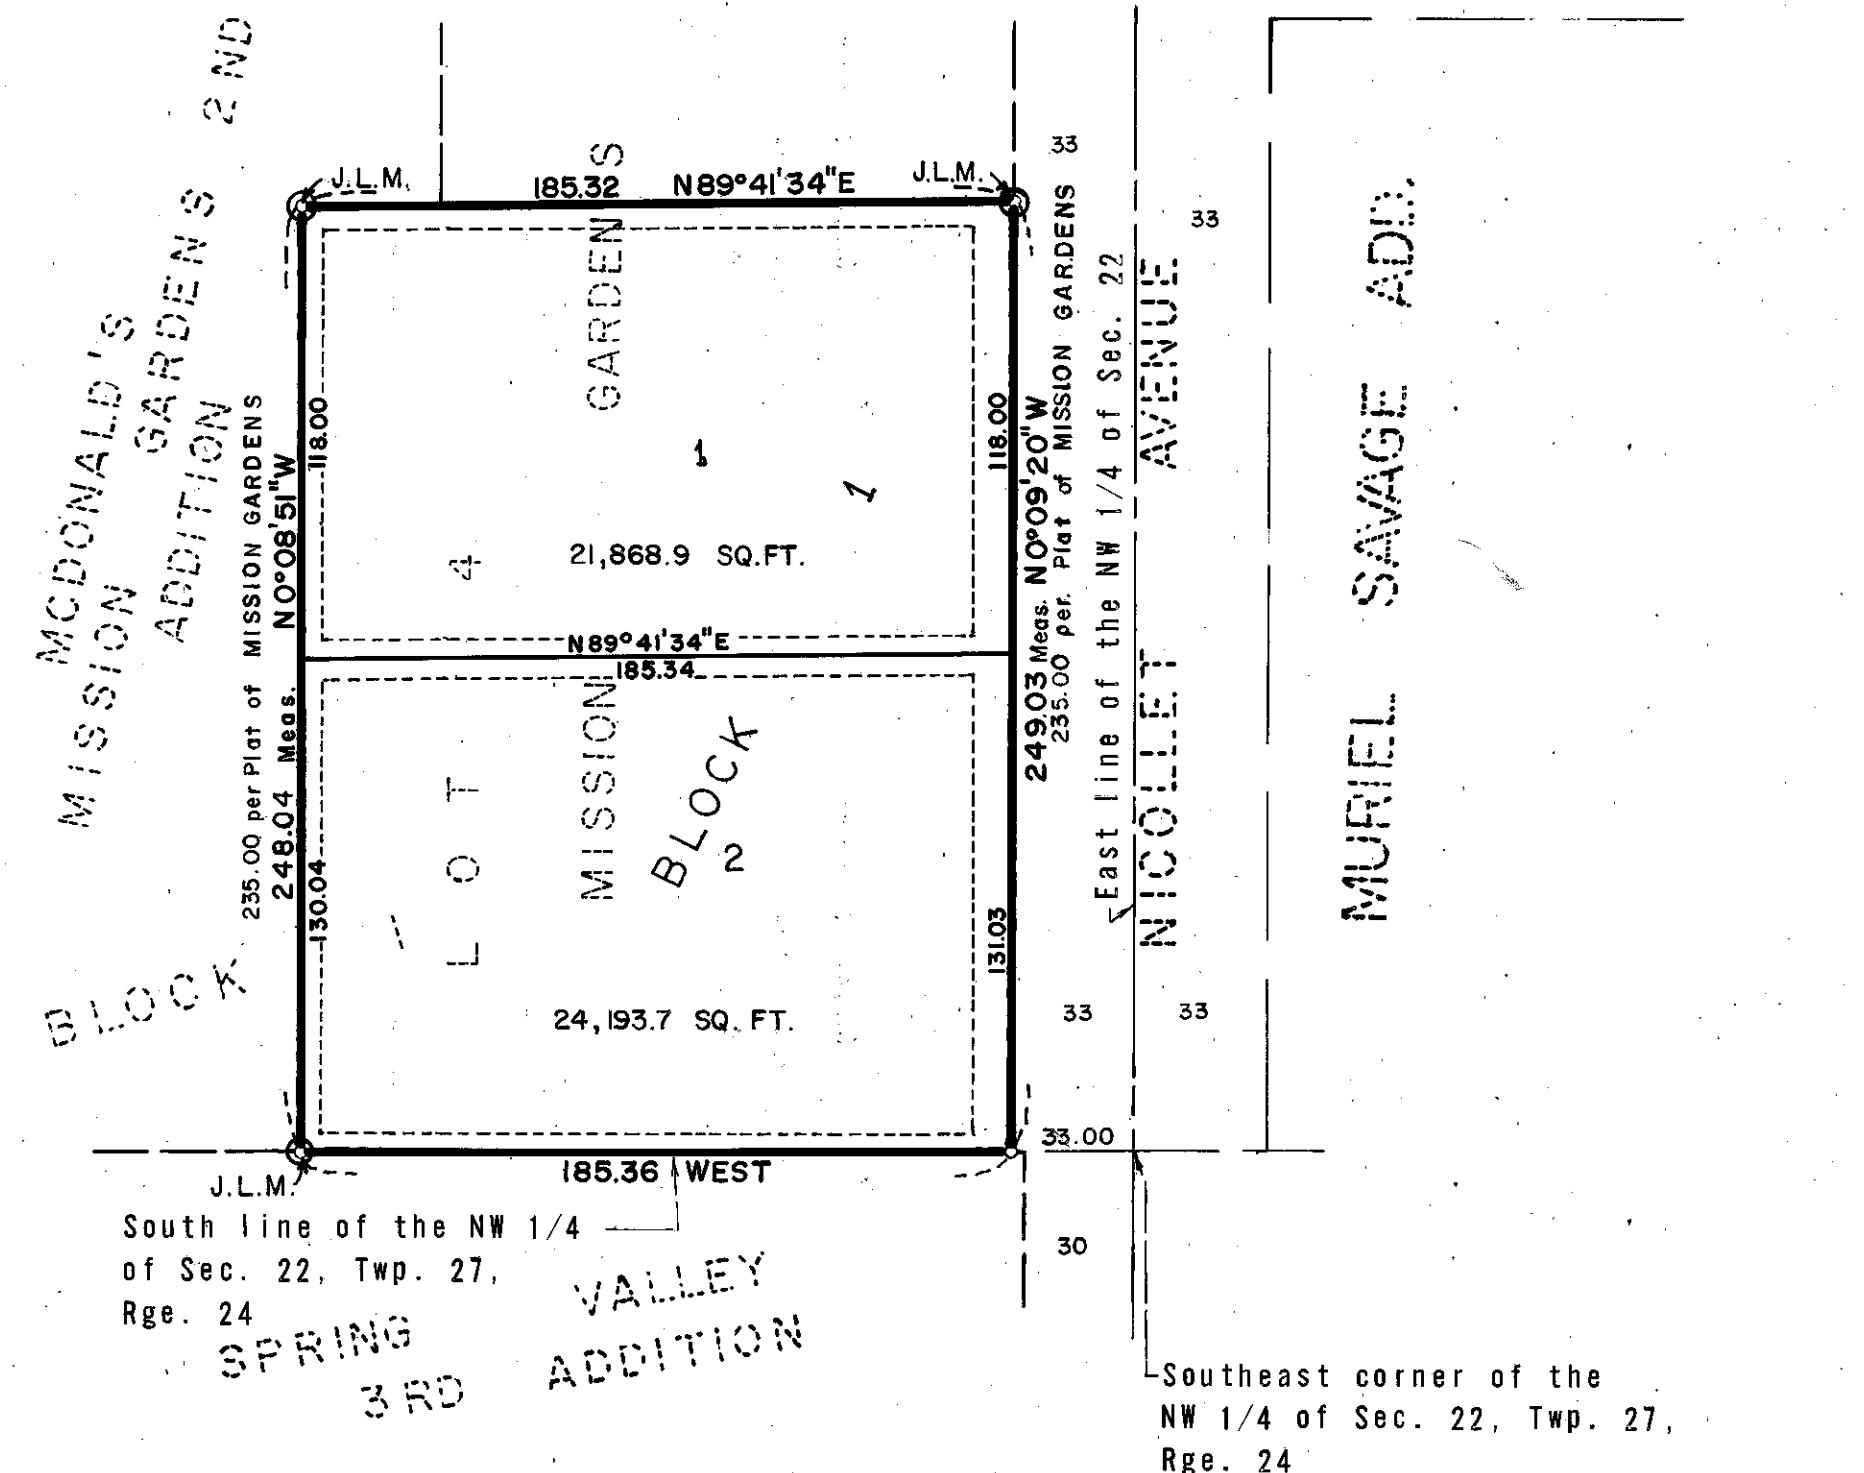 MCDONALD'S
MISSION GARDENS 2ND
ADDITION
BLOCK 1
J.L.M.
185.32 N89°41'34"E
J.L.M.
33
33
235.00 per Plat of MISSION GARDENS
248.04 Meas. N0°08'51"W
118.00
130.04
LOT 4
MISSION GARDENS
1
BLOCK 1
21,868.9 SQ.FT.
N89°41'34"E
185.34
2
24,193.7 SQ. FT.
118.00
131.03
249.03 Meas. N0°09'20"W
235.00 per. Plat of MISSION GARDENS
East line of the NW 1/4 of Sec. 22
NICOLLET AVENUE
MURIEL SAVAGE ADD.
33
33
33.00
J.L.M.
185.36 WEST
South line of the NW 1/4
of Sec. 22, Twp. 27,
Rge. 24
30
SPRING VALLEY
3RD ADDITION
Southeast corner of the
NW 1/4 of Sec. 22, Twp. 27,
Rge. 24